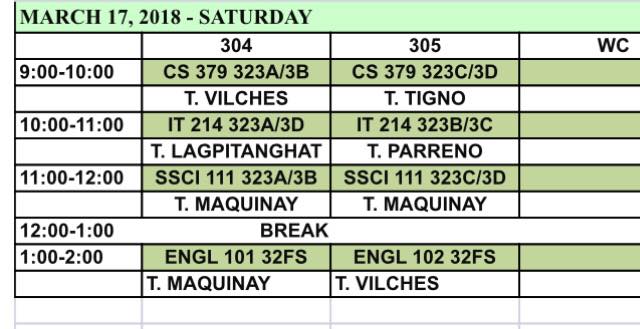 MARCH 17, 2018 - SATURDAY
304 305 WC
9:00-10:00 CS 379 323A/3B CS 379 323C/3D
T. VILCHES T. TIGNO
10:00-11:00 IT 214 323A/3D IT 214 323B/3C
T. LAGPITANGHAT T. PARRENO
11:00-12:00 SSCI 111 323A/3B SSCI 111 323C/3D
T. MAQUINAY T. MAQUINAY
12:00-1:00 BREAK
1:00-2:00 ENGL 101 32FS ENGL 102 32FS
T. MAQUINAY T. VILCHES